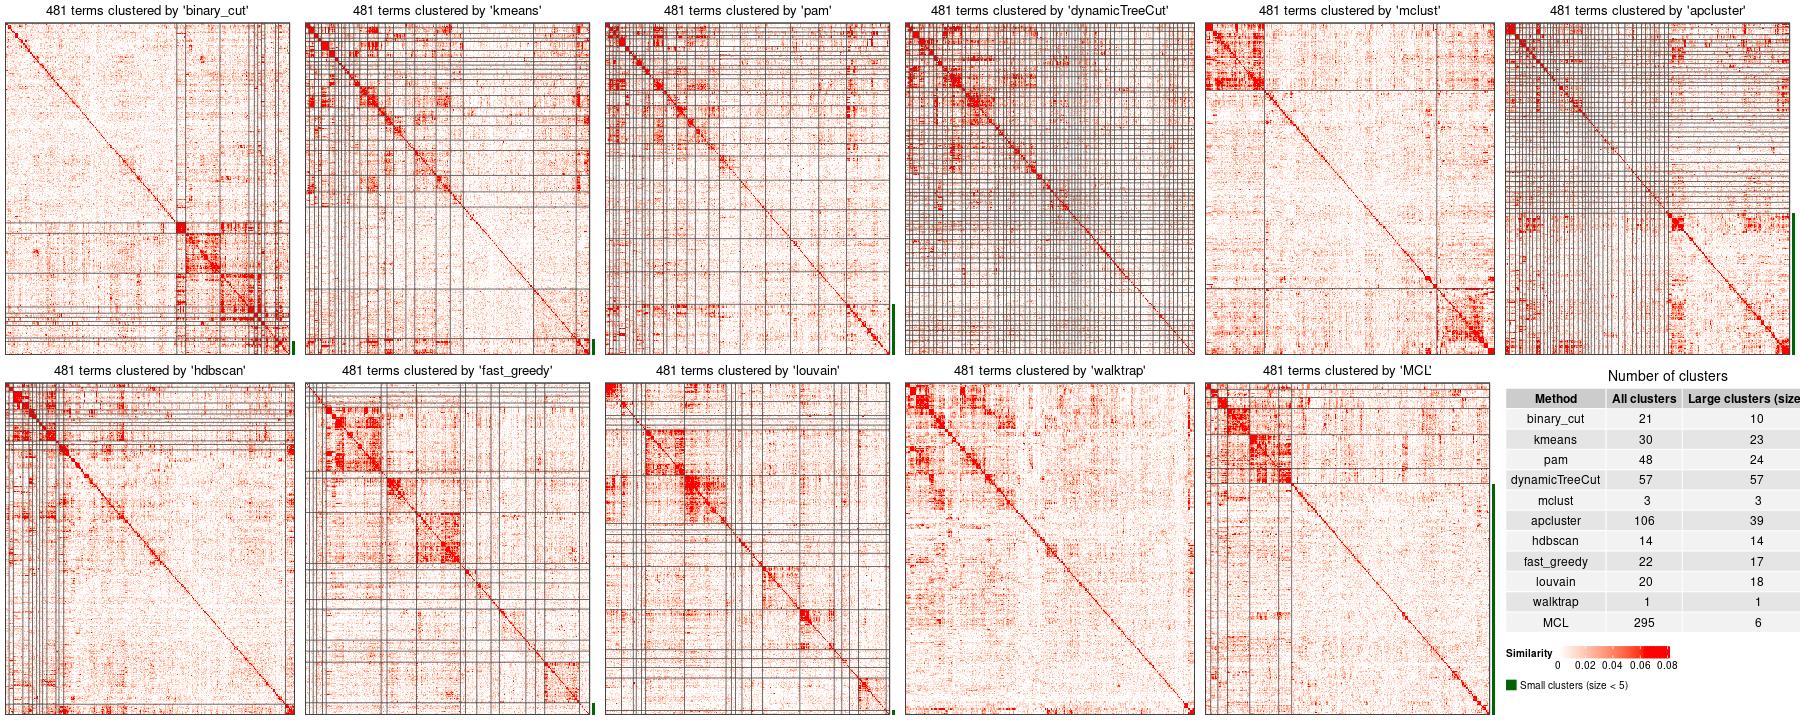 481 terms clustered by 'binary_cut'
481 terms clustered by 'kmeans'
481 terms clustered by 'pam'
481 terms clustered by 'dynamicTreeCut'
481 terms clustered by 'mclust'
481 terms clustered by 'apcluster'
481 terms clustered by 'hdbscan'
481 terms clustered by 'fast_greedy'
481 terms clustered by 'louvain'
481 terms clustered by 'walktrap'
481 terms clustered by 'MCL'
Number of clusters
Method All clusters Large clusters (size
binary_cut 21 10
kmeans 30 23
pam 48 24
dynamicTreeCut 57 57
mclust 3 3
apcluster 106 39
hdbscan 14 14
fast_greedy 22 17
louvain 20 18
walktrap 1 1
MCL 295 6
Similarity
0 0.02 0.04 0.06 0.08
Small clusters (size < 5)